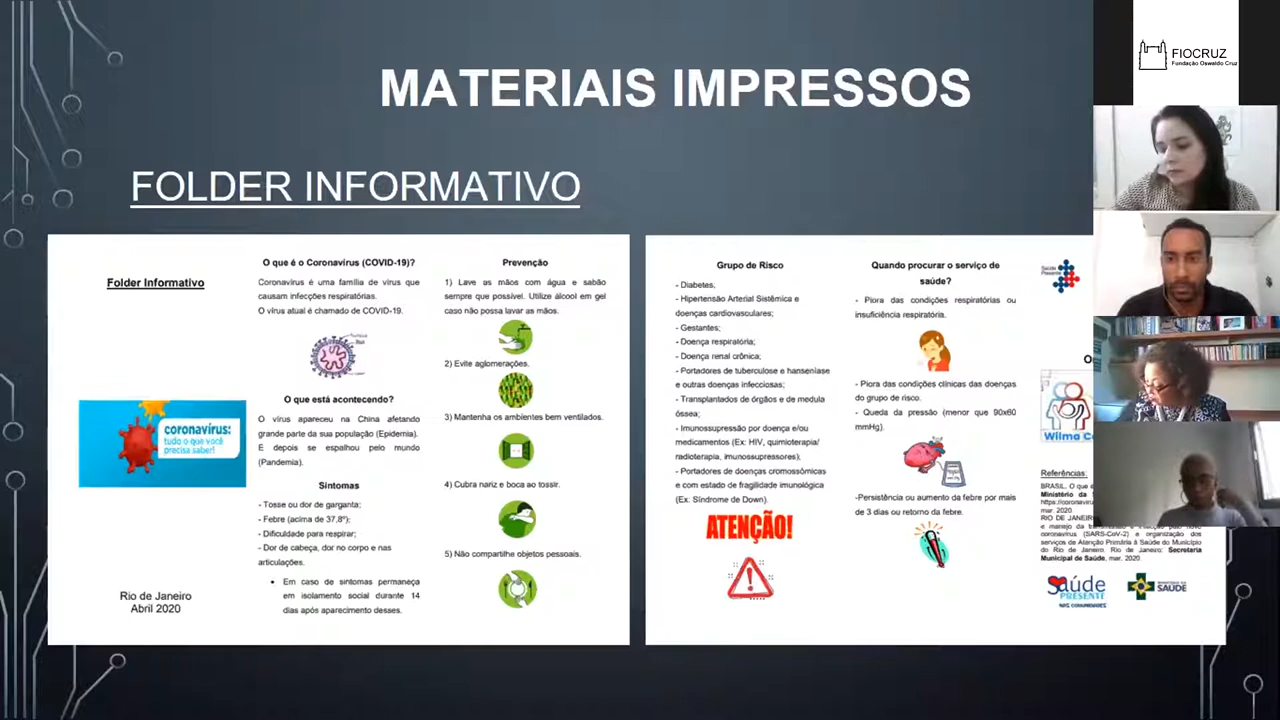 MATERIAIS IMPRESSOS
FOLDER INFORMATIVO
Folder Informativo
coronavírus:
tudo o que você
precisa saber!
Rio de Janeiro
Abril 2020
O que é o Coronavírus (COVID-19)?
Coronavírus é uma família de vírus que
causam infecções respiratórias.
O vírus atual é chamado de COVID-19.
O que está acontecendo?
O vírus apareceu na China afetando
grande parte da sua população (Epidemia).
E depois se espalhou pelo mundo
(Pandemia).
Sintomas
- Tosse ou dor de garganta;
- Febre (acima de 37,8º);
- Dificuldade para respirar;
- Dor de cabeça, dor no corpo e nas
articulações.
• Em caso de sintomas permaneça
em isolamento social durante 14
dias após aparecimento desses.
Prevenção
1) Lave as mãos com água e sabão
sempre que possível. Utilize álcool em gel
caso não possa lavar as mãos.
2) Evite aglomerações.
3) Mantenha os ambientes bem ventilados.
4) Cubra nariz e boca ao tossir.
5) Não compartilhe objetos pessoais.
Grupo de Risco
- Diabetes,
- Hipertensão Arterial Sistêmica e
doenças cardiovasculares;
- Gestantes;
- Doença respiratória;
- Doença renal crônica;
- Portadores de tuberculose e hanseníase
e outras doenças infecciosas;
- Transplantados de órgãos e de medula
óssea;
- Imunossupressão por doença e/ou
medicamentos (Ex: HIV, quimioterapia/
radioterapia, imunossupressores),
- Portadores de doenças cromossômicas
e com estado de fragilidade imunológica
(Ex: Síndrome de Down).
ATENÇÃO!
Quando procurar o serviço de
saúde?
- Piora das condições respiratórias ou
insuficiência respiratória.
- Piora das condições clínicas das doenças
do grupo de risco.
- Queda da pressão (menor que 90x60
mmHg).
-Persistência ou aumento da febre por mais
de 3 dias ou retorno da febre.
Saúde
Presente
O
Wilma C
Referências:
BRASIL. O que é
Ministério da
mar. 2020.
RIO DE JANEIRO
coronavírus (SARS-CoV-2) e organização dos
serviços de Atenção Primária à Saúde do Município
do Rio de Janeiro. Rio de Janeiro: Secretaria
Municipal de Saúde, mar. 2020.
Saúde
PRESENTE
NAS COMUNIDADES
MINISTÉRIO DA
SAÚDE
FIOCRUZ
Fundação Oswaldo Cruz